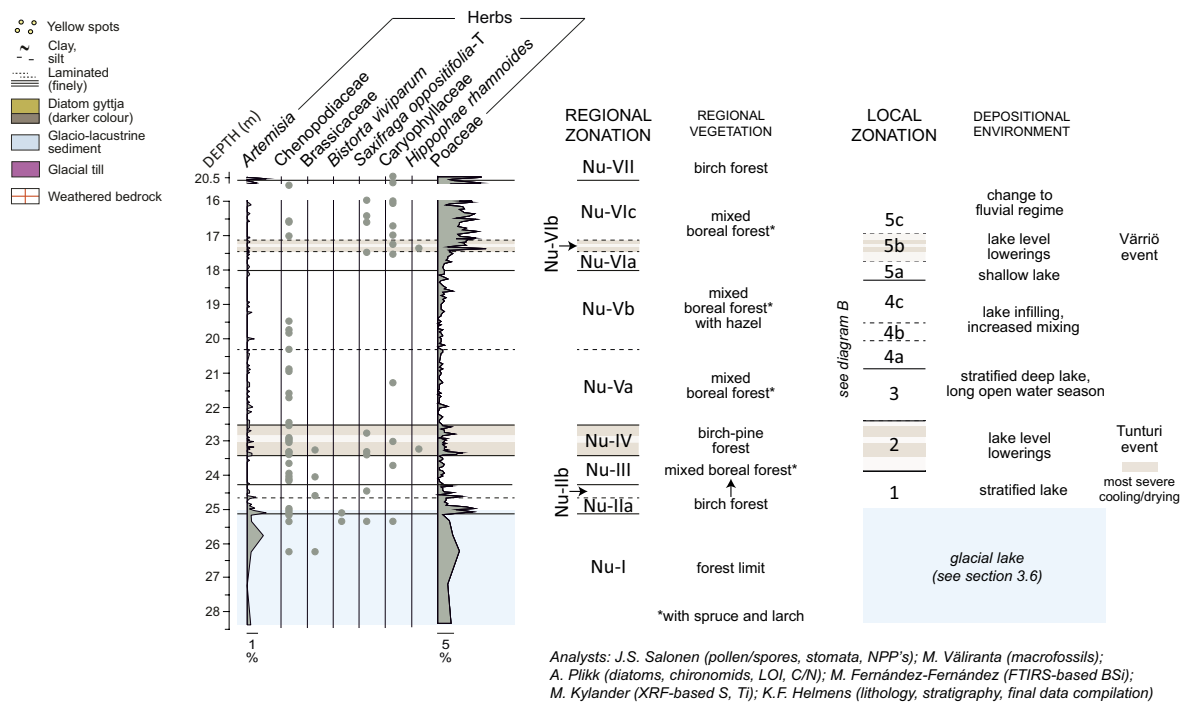 Yellow spots
Clay,
silt
Laminated
(finely)
Diatom gyttja
(darker colour)
Glacio-lacustrine
sediment
Glacial till
Weathered bedrock
Herbs
DEPTH (m)
Artemisia
Chenopodiaceae
Brassicaceae
Bistorta viviparum
Saxifraga oppositifolia-T
Caryophyllaceae
Hippophae rhamnoides
Poaceae
20.5
16
17
18
19
20
21
22
23
24
25
26
27
28
1
%
5
%
REGIONAL
ZONATION
Nu-VII
Nu-VIc
Nu-VIb
Nu-VIa
Nu-Vb
Nu-Va
Nu-IV
Nu-III
Nu-IIb
Nu-IIa
Nu-I
REGIONAL
VEGETATION
birch forest
mixed
boreal forest*
mixed
boreal forest*
with hazel
mixed
boreal forest*
birch-pine
forest
mixed boreal forest*
birch forest
forest limit
*with spruce and larch
see diagram B
LOCAL
ZONATION
5c
5b
5a
4c
4b
4a
3
2
1
DEPOSITIONAL
ENVIRONMENT
change to
fluvial regime
lake level
lowerings
shallow lake
lake infilling,
increased mixing
stratified deep lake,
long open water season
lake level
lowerings
stratified lake
glacial lake
(see section 3.6)
Värriö
event
Tunturi
event
most severe
cooling/drying
Analysts: J.S. Salonen (pollen/spores, stomata, NPP's); M. Väliranta (macrofossils);
A. Plikk (diatoms, chironomids, LOI, C/N); M. Fernández-Fernández (FTIRS-based BSi);
M. Kylander (XRF-based S, Ti); K.F. Helmens (lithology, stratigraphy, final data compilation)